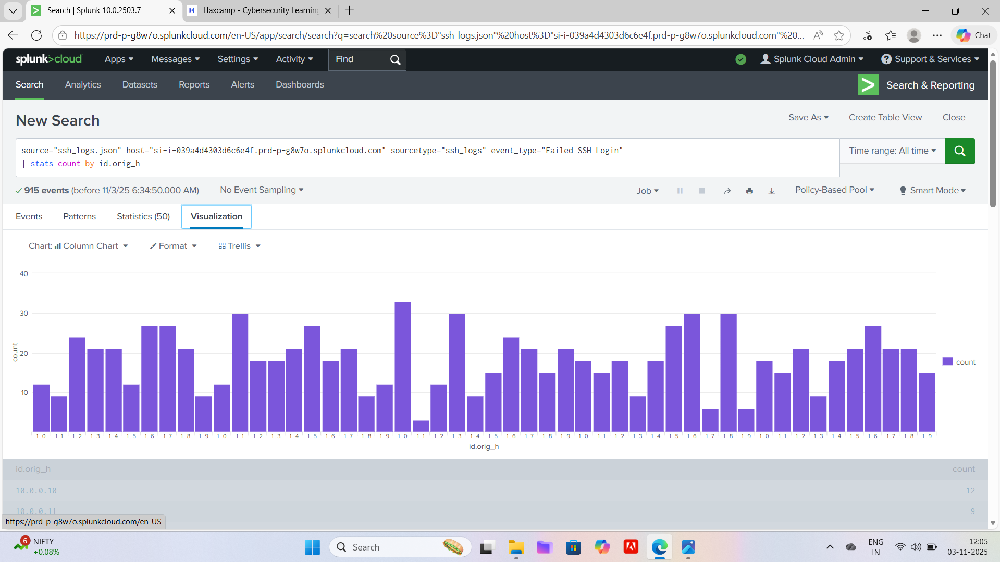 Search | Splunk 10.0.2503.7
Haxcamp - Cybersecurity Learning
https://prd-p-g8w7o.splunkcloud.com/en-US/app/search/search?q=search%20source%3D"ssh_logs.json"%20host%3D"si-i-039a4d4303d6c6e4f.prd-p-g8w7o.splunkcloud.com"%20...
Chat
splunk>cloud Apps Messages Settings Activity Find Splunk Cloud Admin Support & Services
Search Analytics Datasets Reports Alerts Dashboards Search & Reporting
New Search
Save As Create Table View Close
source="ssh_logs.json" host="si-i-039a4d4303d6c6e4f.prd-p-g8w7o.splunkcloud.com" sourcetype="ssh_logs" event_type="Failed SSH Login"
| stats count by id.orig_h
Time range: All time
915 events (before 11/3/25 6:34:50.000 AM) No Event Sampling Job Policy-Based Pool Smart Mode
Events Patterns Statistics (50) Visualization
Chart: Column Chart Format Trellis
40
30
20
10
count
count
1...0 1...1 1...2 1...3 1...4 1...5 1...6 1...7 1...8 1...9 1...0 1...1 1...2 1...3 1...4 1...5 1...6 1...7 1...8 1...9 1...0 1...1 1...2 1...3 1...4 1...5 1...6 1...7 1...8 1...9 1...0 1...1 1...2 1...3 1...4 1...5 1...6 1...7 1...8 1...9 1...0 1...1 1...2 1...3 1...4 1...5 1...6 1...7 1...8 1...9
id.orig_h
id.orig_h count
10.0.0.10 12
10.0.0.11 9
https://prd-p-g8w7o.splunkcloud.com/en-US
6
NIFTY
+0.08%
Search
ENG
IN
12:05
03-11-2025